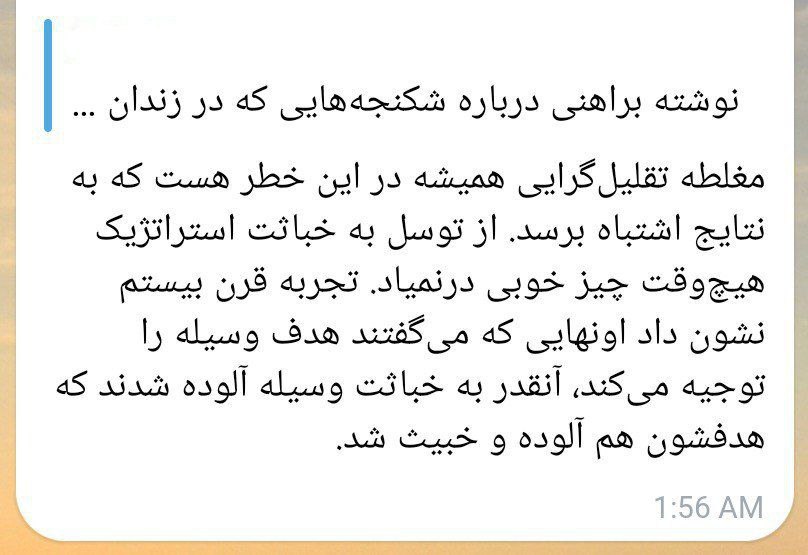 نوشته براهنی درباره شکنجه‌هایی که در زندان ...
مغلطه تقلیل‌گرایی همیشه در این خطر هست که به
نتایج اشتباه برسد. از توسل به خباثت استراتژیک
هیچ‌وقت چیز خوبی درنمیاد. تجربه قرن بیستم
نشون داد اونهایی که می‌گفتند هدف وسیله را
توجیه می‌کند، آنقدر به خباثت وسیله آلوده شدند که
هدفشون هم آلوده و خبیث شد.
1:56 AM